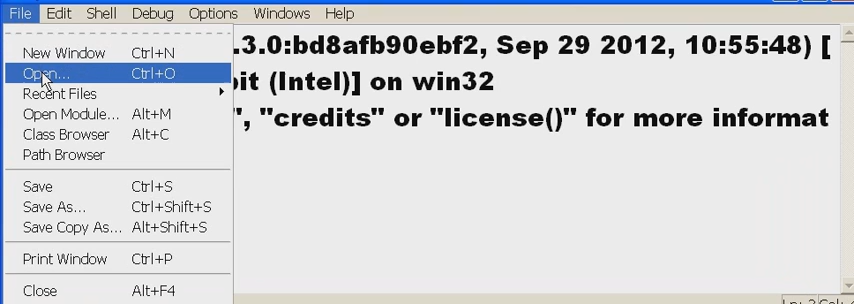 File Edit Shell Debug Options Windows Help
New Window Ctrl+N
.3.0:bd8afb90ebf2, Sep 29 2012, 10:55:48) [
Open... Ctrl+O
bit (Intel)] on win32
Recent Files
Open Module... Alt+M
", "credits" or "license()" for more informat
Class Browser Alt+C
Path Browser
Save Ctrl+S
Save As... Ctrl+Shift+S
Save Copy As... Alt+Shift+S
Print Window Ctrl+P
Close Alt+F4